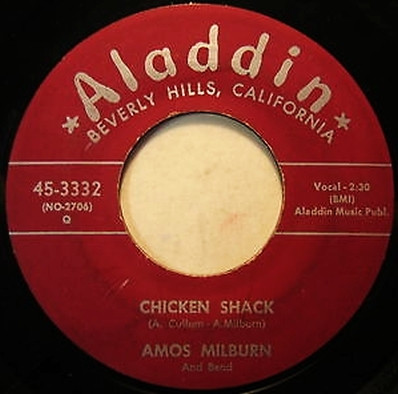 ★ Aladdin ★
BEVERLY HILLS, CALIFORNIA
45-3332
(NO-2706)
Q
Vocal - 2:30
(BMI)
Aladdin Music Publ.
CHICKEN SHACK
(A. Cullum - A. Milburn)
AMOS MILBURN
And Band